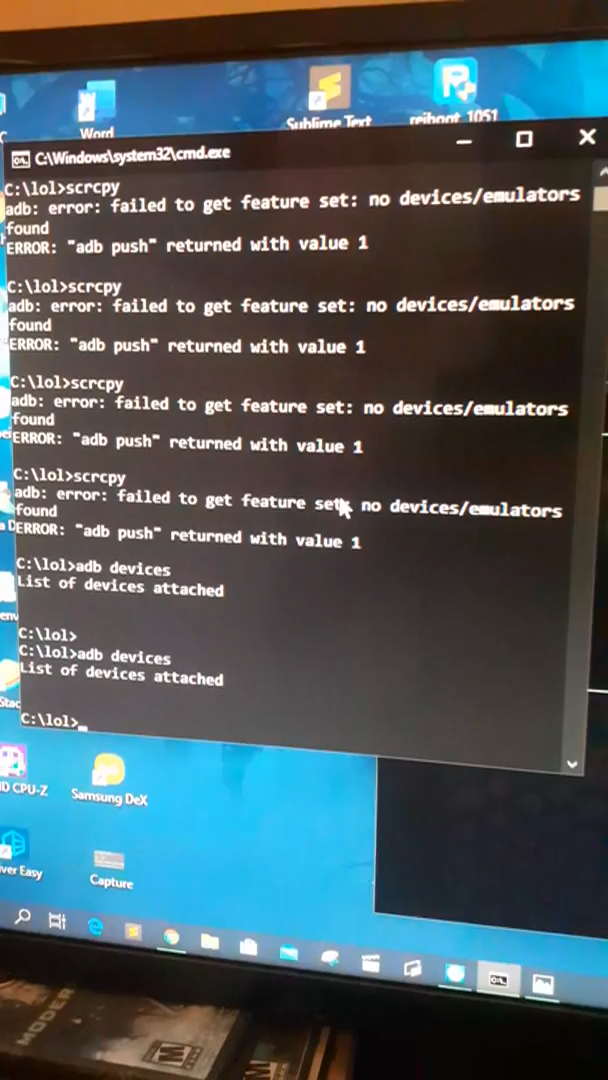 Word
Sublime Text
reiboot 1051
C:\Windows\system32\cmd.exe
C:\lol>scrcpy
adb: error: failed to get feature set: no devices/emulators
found
ERROR: "adb push" returned with value 1
C:\lol>scrcpy
adb: error: failed to get feature set: no devices/emulators
found
ERROR: "adb push" returned with value 1
C:\lol>scrcpy
adb: error: failed to get feature set: no devices/emulators
found
ERROR: "adb push" returned with value 1
C:\lol>scrcpy
adb: error: failed to get feature set: no devices/emulators
found
ERROR: "adb push" returned with value 1
C:\lol>adb devices
List of devices attached
C:\lol>
C:\lol>adb devices
List of devices attached
C:\lol>_
ID CPU-Z
Samsung DeX
ver Easy
Capture
MODER
M